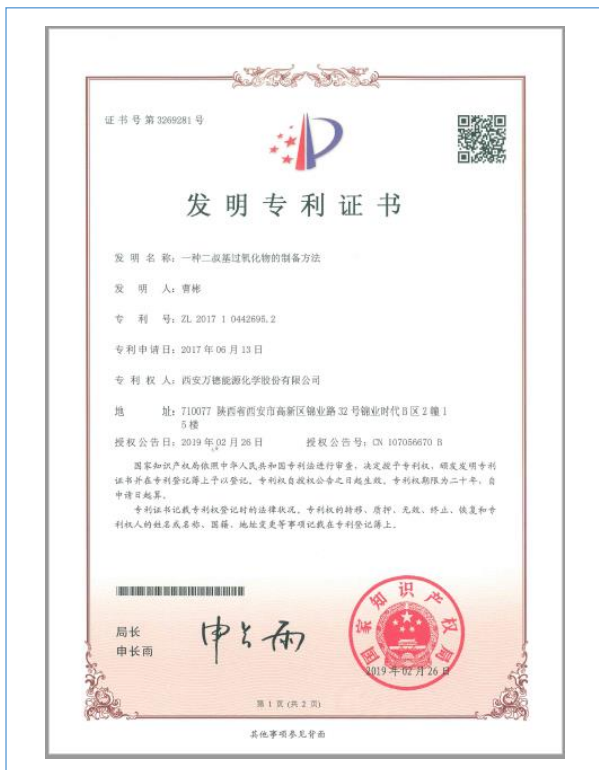 证书号第3269281号
发明专利证书
发明名称：一种二叔基过氧化物的制备方法
发明人：曹彬
专利号：ZL 2017 1 0442695.2
专利申请日：2017年06月13日
专利权人：西安万德能源化学股份有限公司
地址：710077 陕西省西安市高新区锦业路32号锦业时代B区2幢1
5楼
授权公告日：2019年02月26日 授权公告号：CN 107056670 B
国家知识产权局依照中华人民共和国专利法进行审查，决定授予专利权，颁发发明专利
证书并在专利登记簿上予以登记。专利权自授权公告之日起生效。专利权期限为二十年，自
申请日起算。
专利证书记载专利权登记时的法律状况。专利权的转移、质押、无效、终止、恢复和专
利权人的姓名或名称、国籍、地址变更等事项记载在专利登记簿上。
局长
申长雨
申长雨
国家知识产权局
2019年02月26日
第1页(共2页)
其他事项参见背面